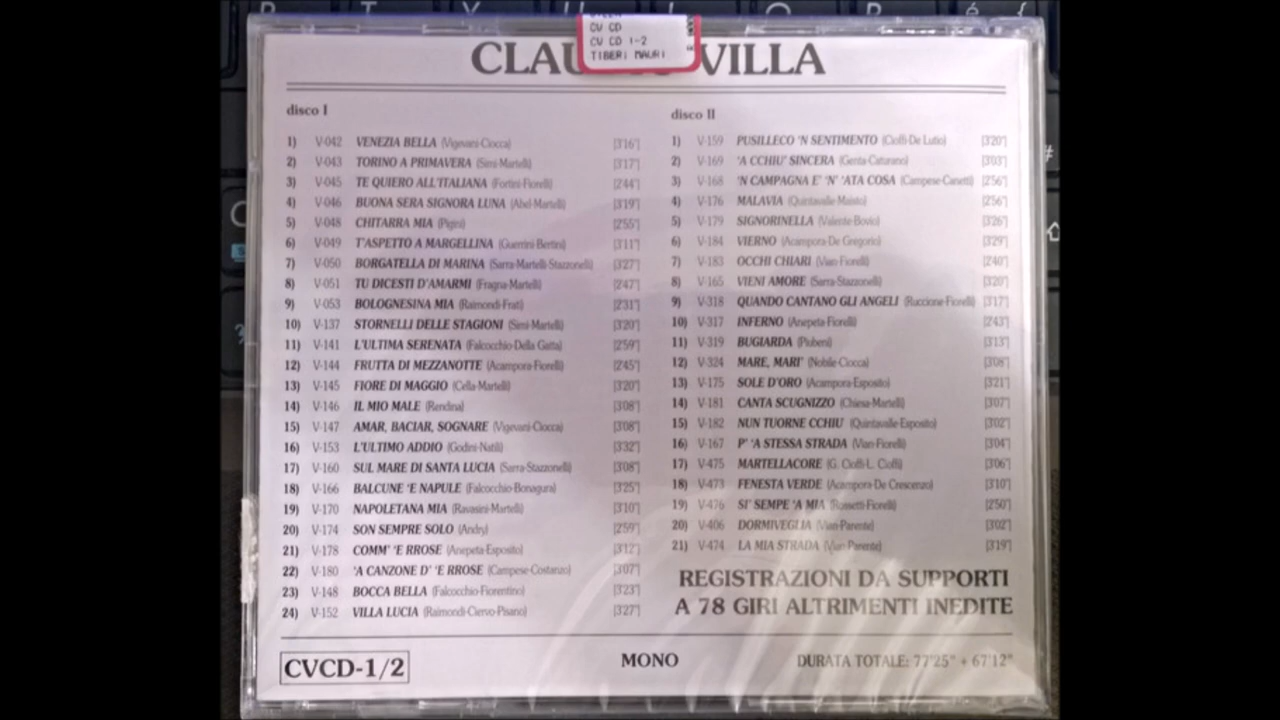 CW CD
CW CD 1-2
TIBERI MAURI
VILLA
disco I
1) V-042 VENEZIA BELLA (Vigevani-Ciocca) [3'16"]
2) V-043 TORINO A PRIMAVERA (Simi-Martelli) [3'17"]
3) V-045 TE QUIERO ALL'ITALIANA (Fortini-Fiorelli) [2'44"]
4) V-046 BUONA SERA SIGNORA LUNA (Abel-Martelli) [3'19"]
5) V-048 CHITARRA MIA (Pigini) [2'55"]
6) V-049 T'ASPETTO A MARGELLINA (Guerrini-Bertini) [3'11"]
7) V-050 BORGATELLA DI MARINA (Sarra-Martelli-Stazzonelli) [3'27"]
8) V-051 TU DICESTI D'AMARMI (Fragna-Martelli) [2'47"]
9) V-053 BOLOGNESINA MIA (Raimondi-Frati) [2'31"]
10) V-137 STORNELLI DELLE STAGIONI (Simi-Martelli) [3'20"]
11) V-141 L'ULTIMA SERENATA (Falcocchio-Della Gatta) [2'59"]
12) V-144 FRUTTA DI MEZZANOTTE (Acampora-Fiorelli) [2'45"]
13) V-145 FIORE DI MAGGIO (Cella-Martelli) [3'20"]
14) V-146 IL MIO MALE (Rendina) [3'08"]
15) V-147 AMAR, BACIAR, SOGNARE (Vigevani-Ciocca) [3'08"]
16) V-153 L'ULTIMO ADDIO (Godini-Natili) [3'32"]
17) V-160 SUL MARE DI SANTA LUCIA (Sarra-Stazzonelli) [3'08"]
18) V-166 BALCUNE 'E NAPULE (Falcocchio-Bonagura) [3'25"]
19) V-170 NAPOLETANA MIA (Ravasini-Martelli) [3'10"]
20) V-174 SON SEMPRE SOLO (Andry) [2'59"]
21) V-178 COMM' 'E RROSE (Anepeta-Esposito) [3'12"]
22) V-180 'A CANZONE D' 'E RROSE (Campese-Costanzo) [3'07"]
23) V-148 BOCCA BELLA (Falcocchio-Fiorentino) [3'23"]
24) V-152 VILLA LUCIA (Raimondi-Ciervo-Pisano) [3'27"]
disco II
1) V-159 PUSILLECO 'N SENTIMENTO (Cioffi-De Lutio) [3'20"]
2) V-169 'A CCHIU' SINCERA (Genta-Caturano) [3'03"]
3) V-168 'N CAMPAGNA E' 'N' 'ATA COSA (Campese-Canetti) [2'56"]
4) V-176 MALAVIA (Quintavalle-Maisto) [2'56"]
5) V-179 SIGNORINELLA (Valente-Bovio) [3'26"]
6) V-184 VIERNO (Acampora-De Gregorio) [3'29"]
7) V-183 OCCHI CHIARI (Vian-Fiorelli) [2'40"]
8) V-165 VIENI AMORE (Sarra-Stazzonelli) [3'20"]
9) V-318 QUANDO CANTANO GLI ANGELI (Ruccione-Fiorelli) [3'17"]
10) V-317 INFERNO (Anepeta-Fiorelli) [2'43"]
11) V-319 BUGIARDA (Piubeni) [3'13"]
12) V-324 MARE, MARI' (Nobile-Ciocca) [3'08"]
13) V-175 SOLE D'ORO (Acampora-Esposito) [3'21"]
14) V-181 CANTA SCUGNIZZO (Chiesa-Martelli) [3'07"]
15) V-182 NUN TUORNE CCHIU (Quintavalle-Esposito) [3'02"]
16) V-167 P' 'A STESSA STRADA (Vian-Fiorelli) [3'04"]
17) V-475 MARTELLACORE (G. Cioffi-L. Cioffi) [3'06"]
18) V-473 FENESTA VERDE (Acampora-De Crescenzo) [3'10"]
19) V-476 SI' SEMPE 'A MIA (Rossetti-Fiorelli) [2'50"]
20) V-406 DORMIVEGLIA (Vian-Parente) [3'02"]
21) V-474 LA MIA STRADA (Vian-Parente) [3'19"]
REGISTRAZIONI DA SUPPORTI
A 78 GIRI ALTRIMENTI INEDITE
CVCD-1/2
MONO
DURATA TOTALE: 77'25" + 67'12"